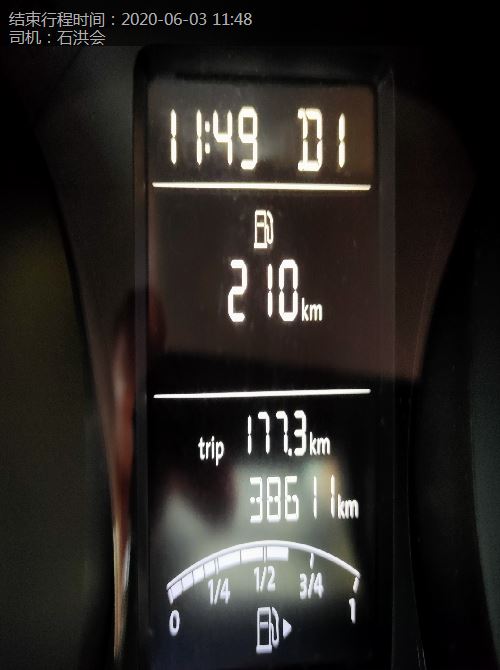 结束行程时间：2020-06-03 11:48
司机：石洪会
11:49 D1
210km
trip 177.3km
38611km
0 1/4 1/2 3/4 1